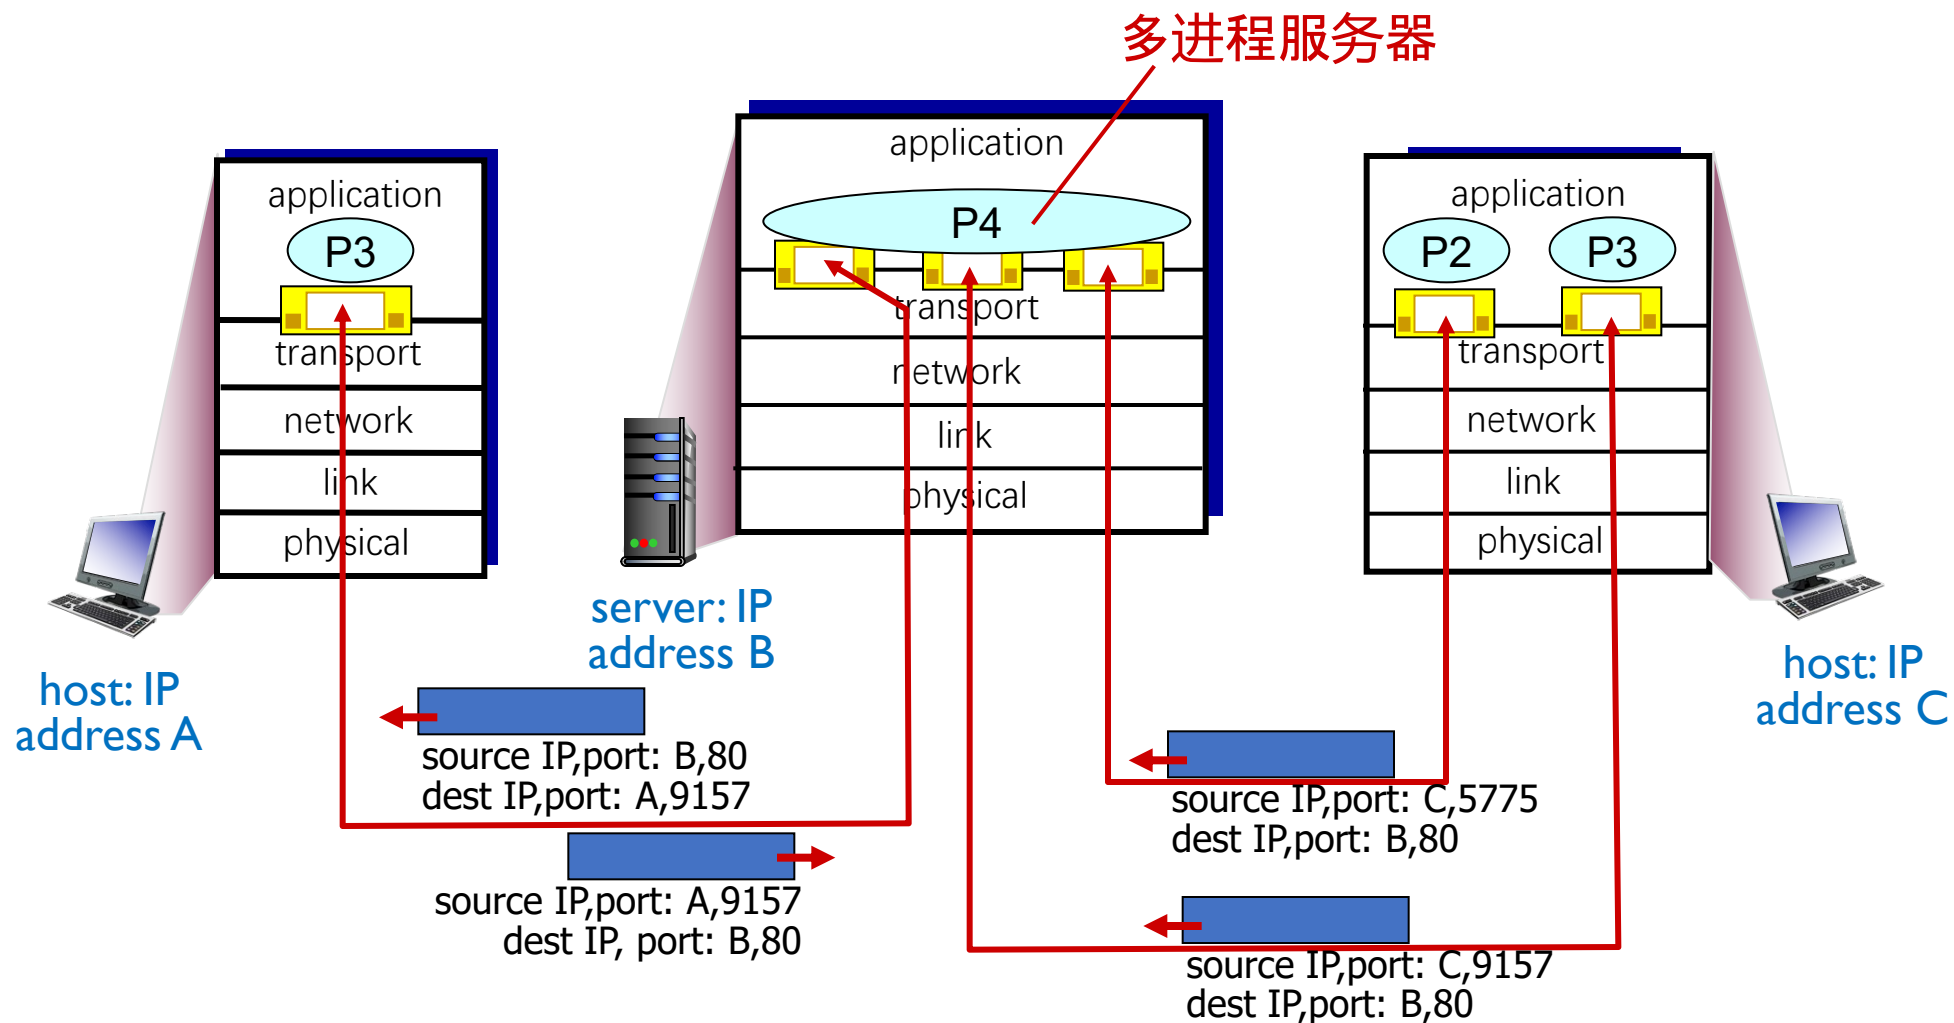 多进程服务器
application
P3
transport
network
link
physical
host: IP
address A
application
P4
transport
network
link
physical
server: IP
address B
application
P2
P3
transport
network
link
physical
host: IP
address C
source IP,port: B,80
dest IP,port: A,9157
source IP,port: A,9157
dest IP, port: B,80
source IP,port: C,5775
dest IP,port: B,80
source IP,port: C,9157
dest IP,port: B,80